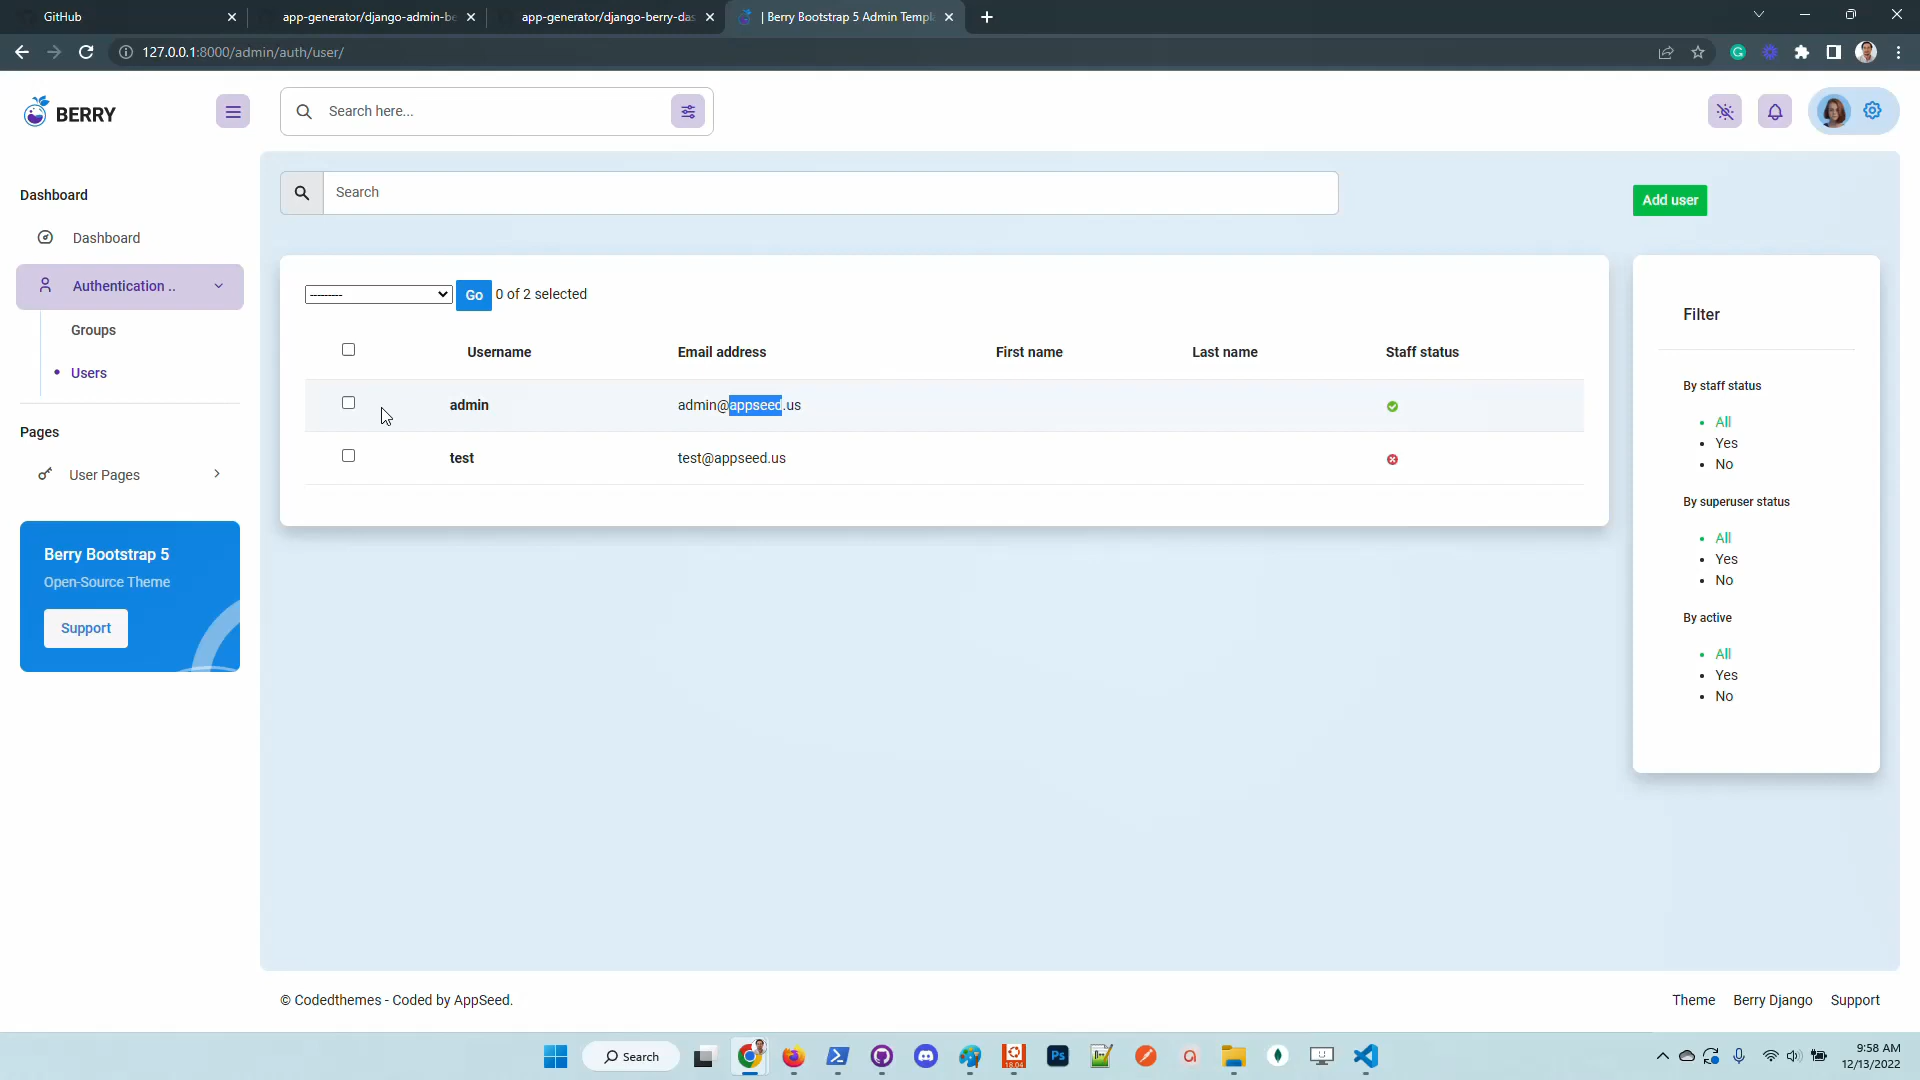 GitHub
app-generator/django-admin-be
app-generator/django-berry-das
| Berry Bootstrap 5 Admin Templ
127.0.0.1:8000/admin/auth/user/
BERRY
Search here...
Dashboard
Dashboard
Authentication ..
Groups
Users
Pages
User Pages
Berry Bootstrap 5
Open-Source Theme
Support
Search
Add user
---------
Go
0 of 2 selected
Username Email address First name Last name Staff status
admin admin@appseed.us
test test@appseed.us
Filter
By staff status
All
Yes
No
By superuser status
All
Yes
No
By active
All
Yes
No
© Codedthemes - Coded by AppSeed.
Theme Berry Django Support
Search
Ps
18.04
9:58 AM
12/13/2022